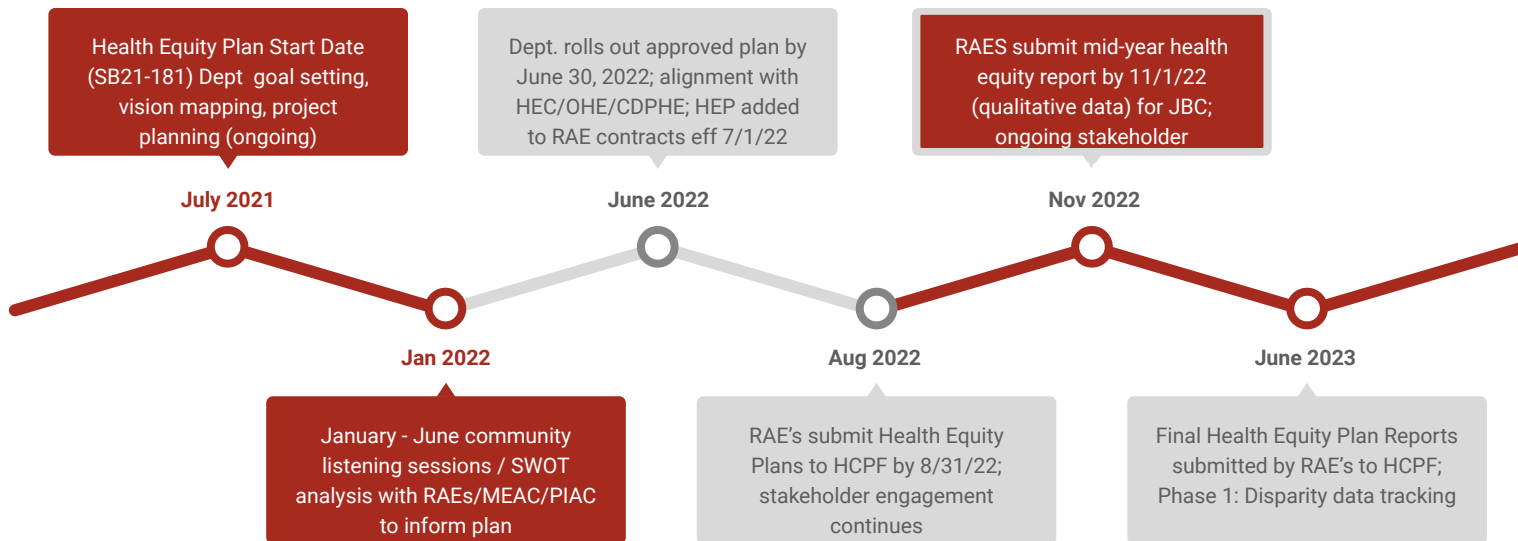 Health Equity Plan Start Date
(SB21-181) Dept goal setting,
vision mapping, project
planning (ongoing)
Dept. rolls out approved plan by
June 30, 2022; alignment with
HEC/OHE/CDPHE; HEP added
to RAE contracts eff 7/1/22
RAES submit mid-year health
equity report by 11/1/22
(qualitative data) for JBC;
ongoing stakeholder
July 2021
June 2022
Nov 2022
Jan 2022
Aug 2022
June 2023
January - June community
listening sessions / SWOT
analysis with RAEs/MEAC/PIAC
to inform plan
RAE’s submit Health Equity
Plans to HCPF by 8/31/22;
stakeholder engagement
continues
Final Health Equity Plan Reports
submitted by RAE’s to HCPF;
Phase 1: Disparity data tracking